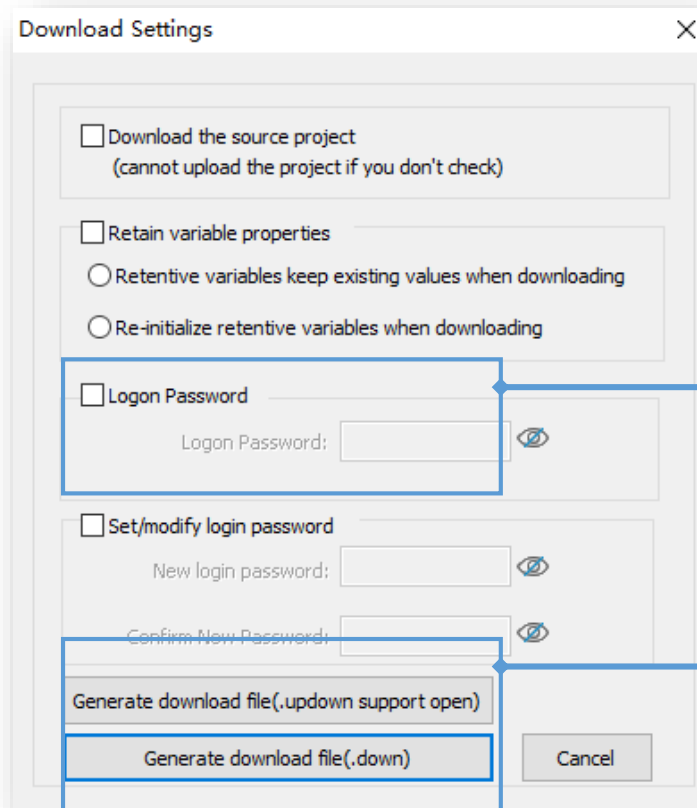 Download Settings
Download the source project
(cannot upload the project if you don't check)
Retain variable properties
Retentive variables keep existing values when downloading
Re-initialize retentive variables when downloading
Logon Password
Logon Password:
Set/modify login password
New login password:
Confirm New Password:
Generate download file(.updown support open)
Generate download file(.down)
Cancel